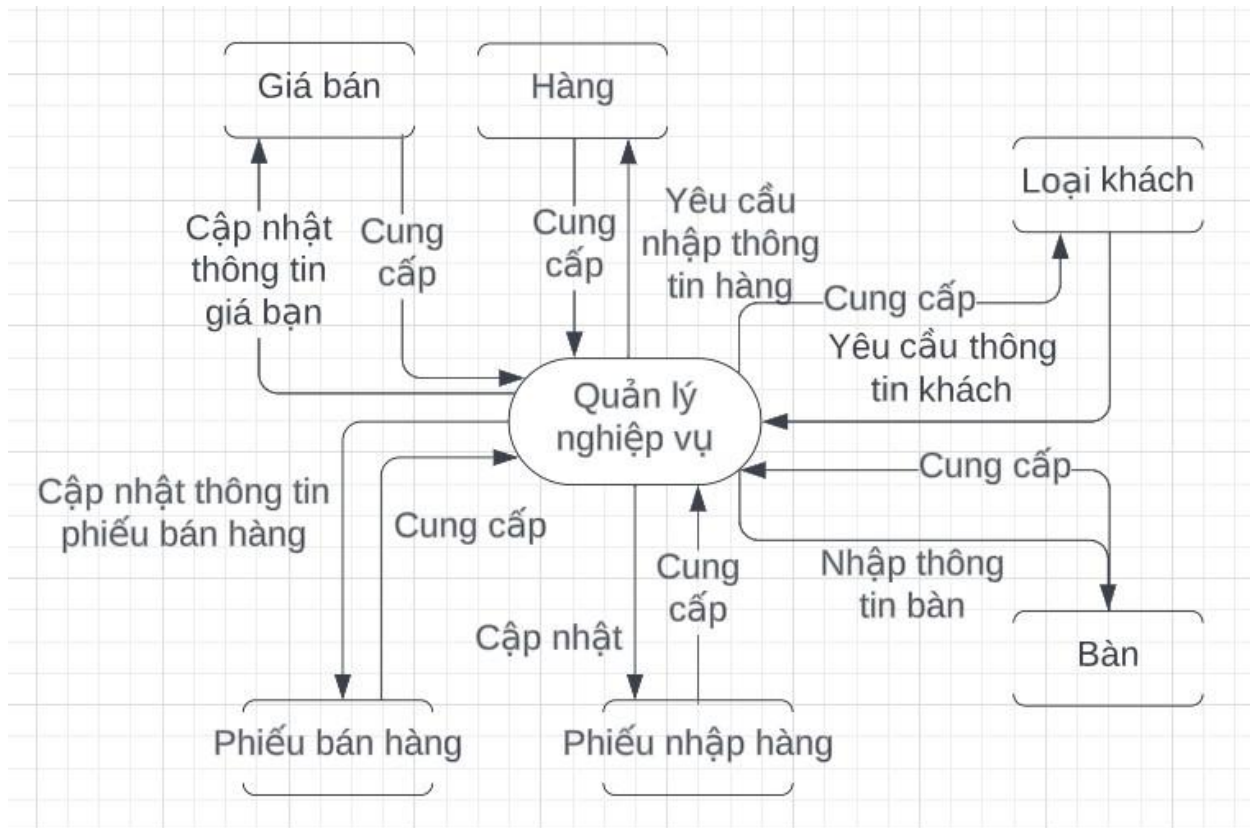 Giá bán
Hàng
Loại khách
Cập nhật
thông tin
giá bạn
Cung
cấp
Cung
cấp
Yêu cầu
nhập thông
tin hàng
Cung cấp
Yêu cầu thông
tin khách
Quản lý
nghiệp vụ
Cung cấp
Cập nhật thông tin
phiếu bán hàng
Cung cấp
Cung
cấp
Nhập thông
tin bàn
Cập nhật
Bàn
Phiếu bán hàng
Phiếu nhập hàng